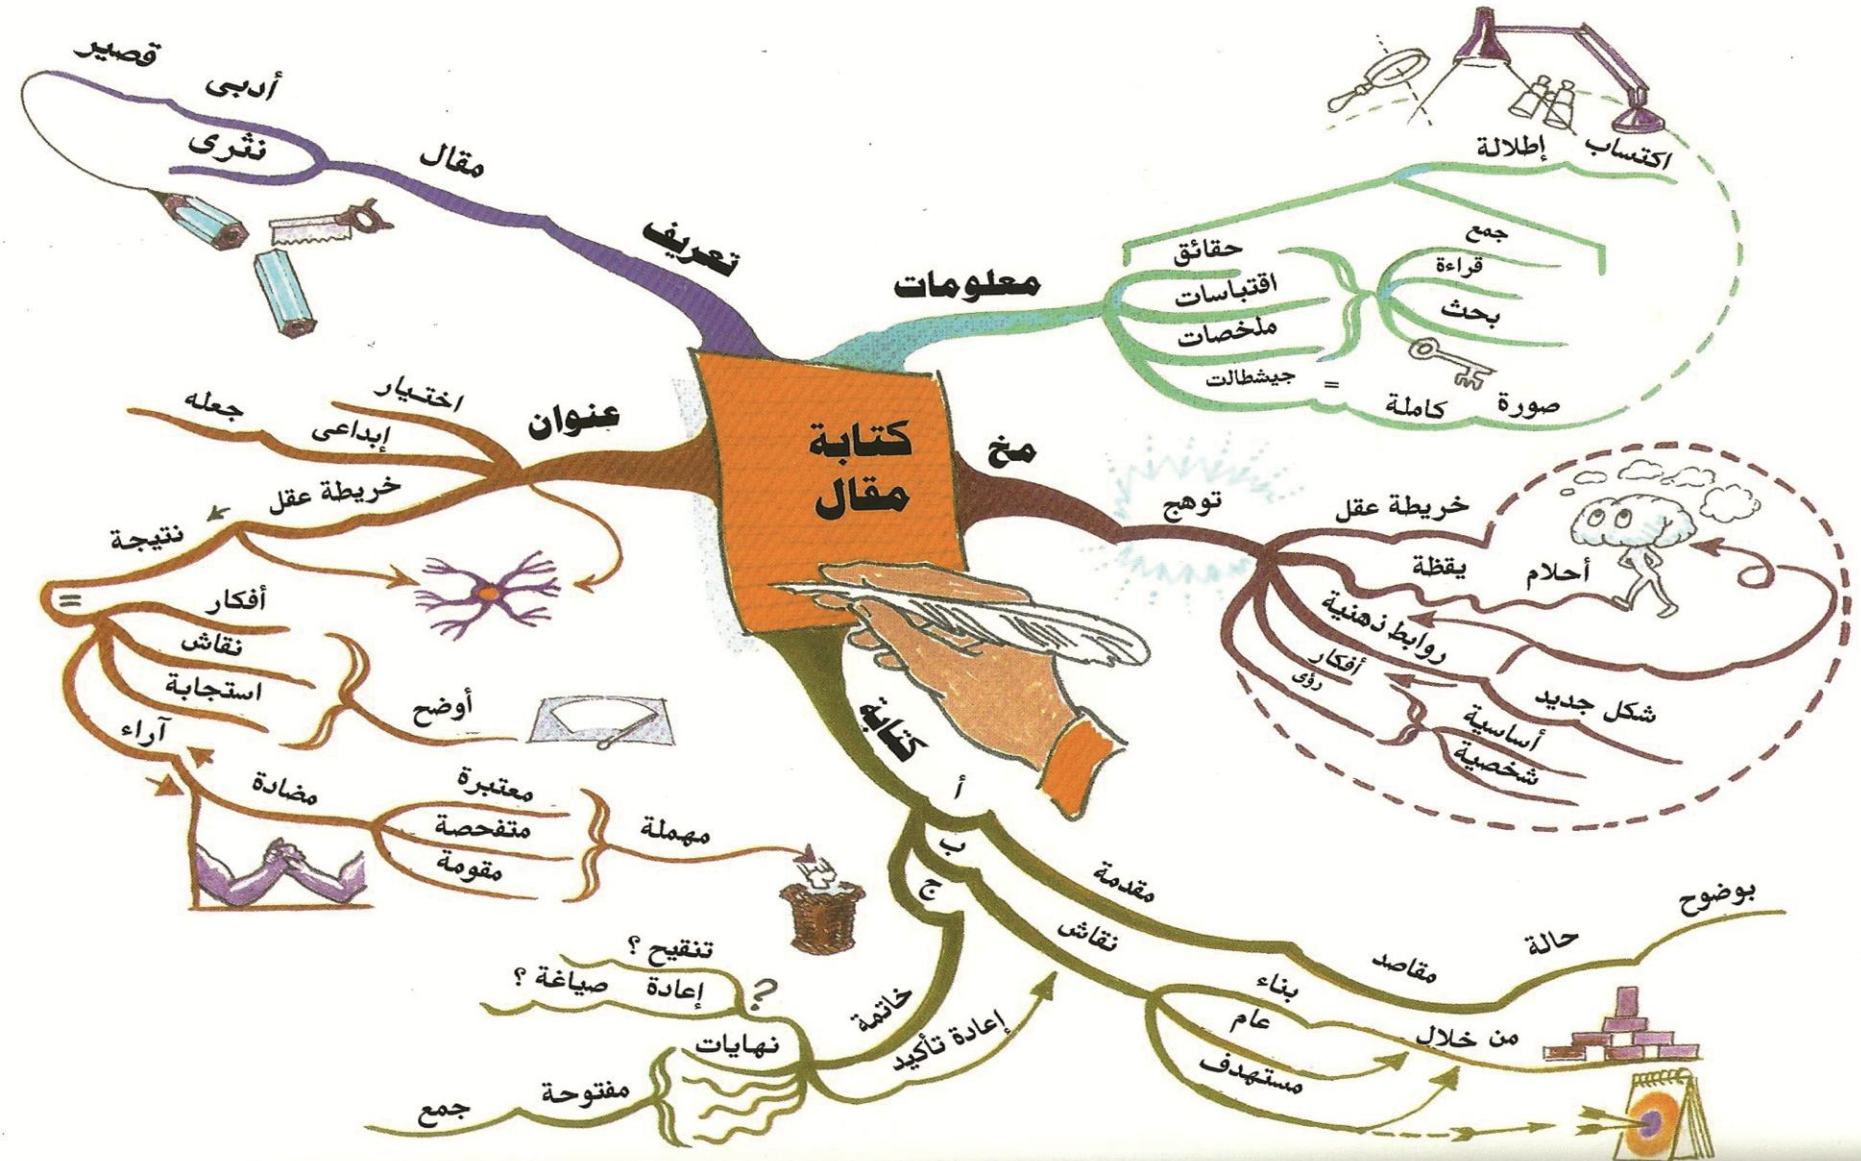 كتابة
مقال
تعريف
مقال
أدبى
قصير
نثرى
معلومات
إطلالة
اكتساب
حقائق
اقتباسات
ملخصات
جيشطالت
=
صورة كاملة
جمع
قراءة
بحث
مخ
توهج
خريطة عقل
أحلام يقظة
روابط ذهنية
شكل جديد
أفكار
رؤى
أساسية
شخصية
كتابة
أ
مقدمة
مقاصد
حالة
بوضوح
ب
نقاش
بناء
عام
مستهدف
من خلال
ج
خاتمة
إعادة تأكيد
؟
تنقيح ؟
إعادة صياغة ؟
نهايات
مفتوحة
جمع
عنوان
اختيار
جعله
إبداعى
خريطة عقل
نتيجة
=
أفكار
نقاش
استجابة
أوضح
آراء
مضادة
معتبرة
متفحصة
مقومة
مهملة